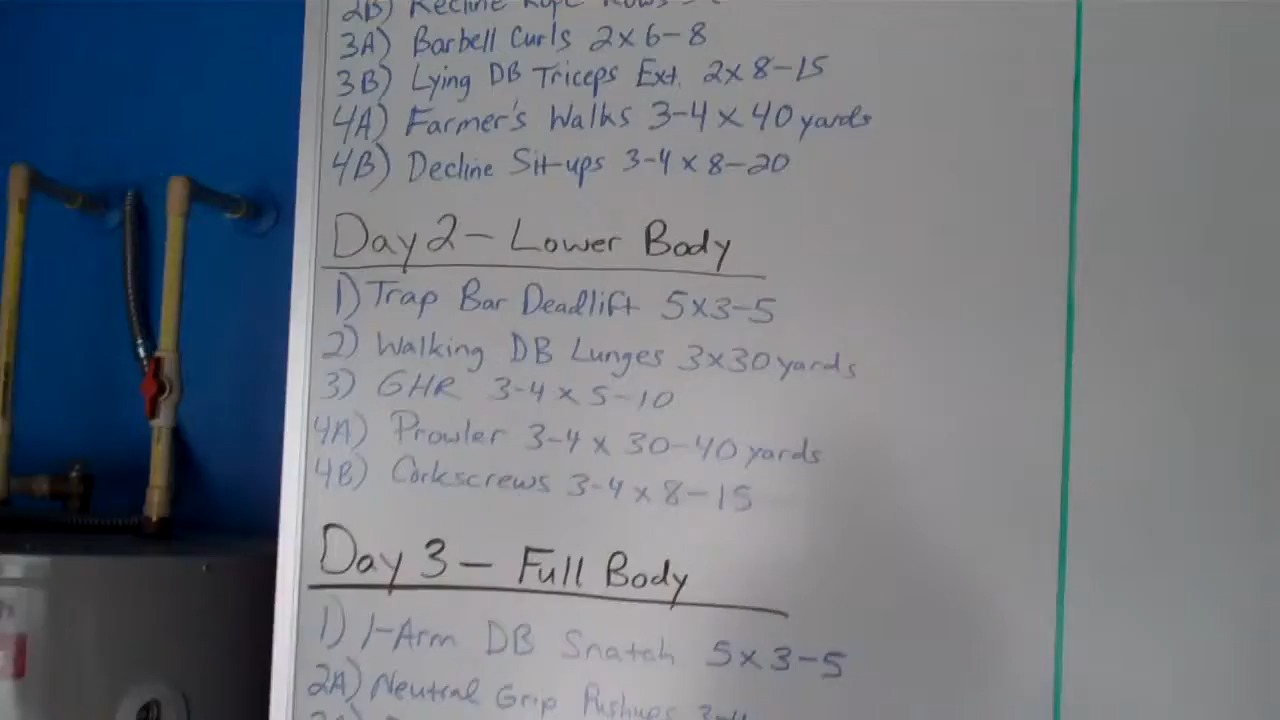 2B) Recline Rope Rows
3A) Barbell Curls 2x6-8
3B) Lying DB Triceps Ext. 2x8-15
4A) Farmer's Walks 3-4 x 40 yards
4B) Decline Sit-ups 3-4 x 8-20
Day 2 - Lower Body
1) Trap Bar Deadlift 5x3-5
2) Walking DB Lunges 3x30 yards
3) GHR 3-4 x 5-10
4A) Prowler 3-4 x 30-40 yards
4B) Corkscrews 3-4 x 8-15
Day 3 - Full Body
1) 1-Arm DB Snatch 5x3-5
2A) Neutral Grip Pushups